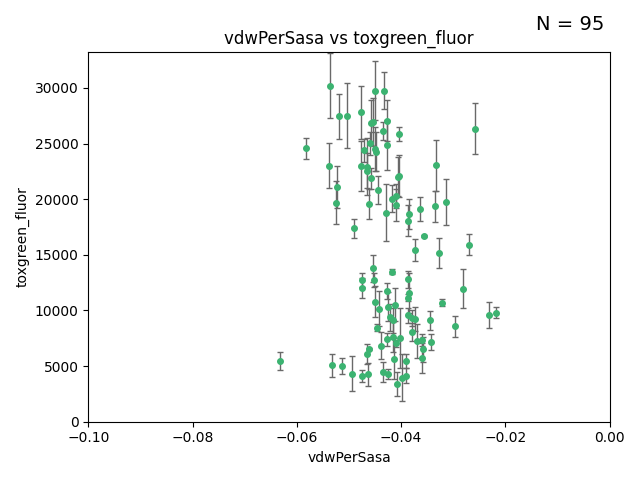 N = 95
vdwPerSasa vs toxgreen_fluor
toxgreen_fluor
30000
25000
20000
15000
10000
5000
0
−0.10 −0.08 −0.06 −0.04 −0.02 0.00
vdwPerSasa